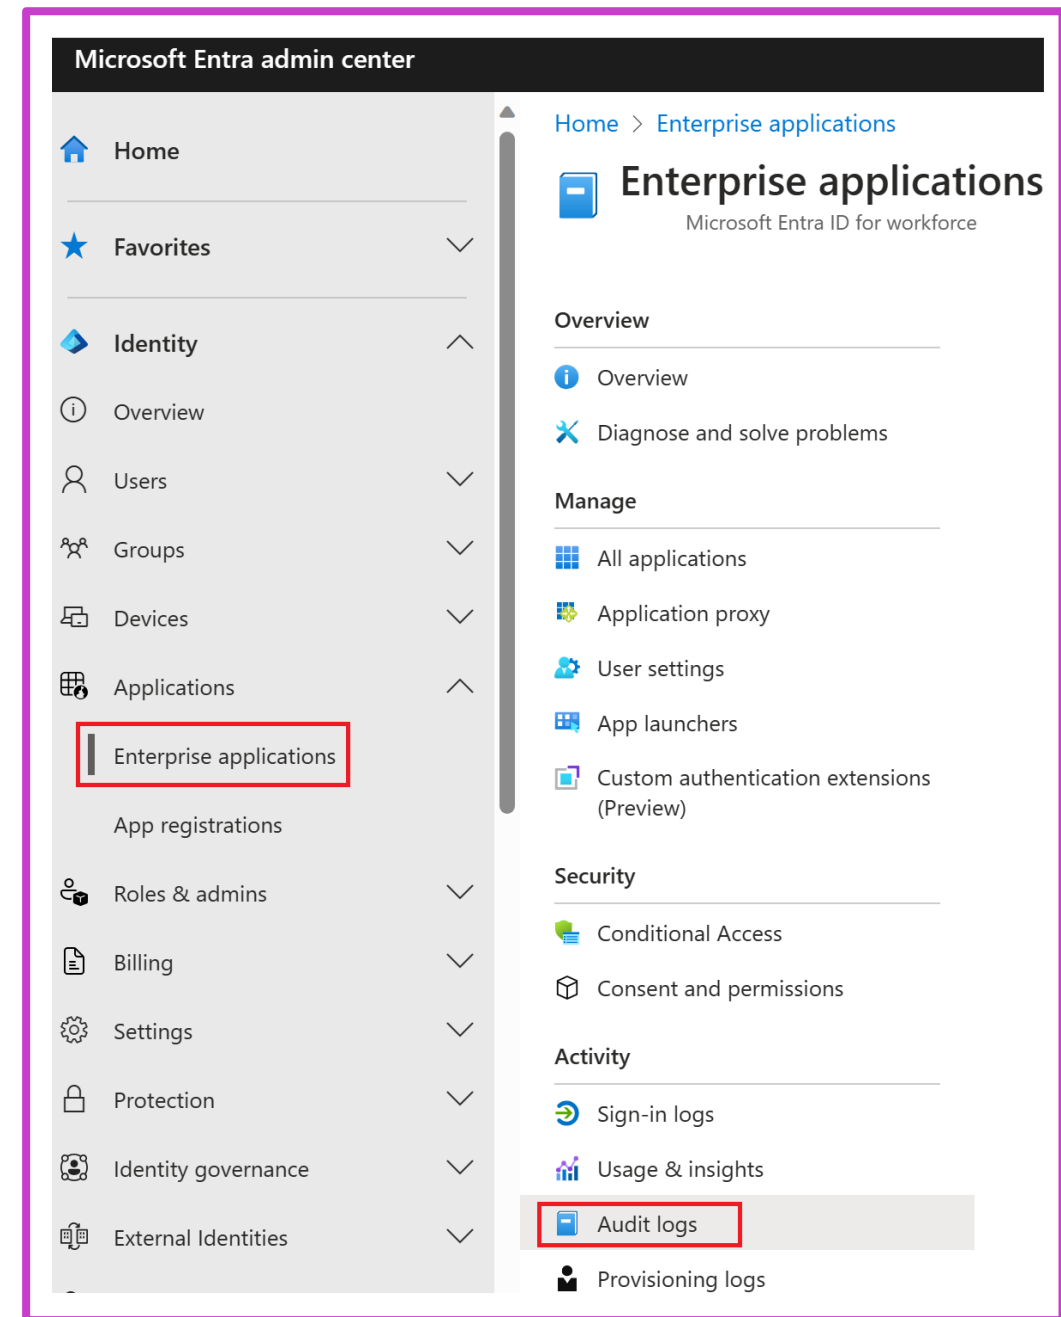 Microsoft Entra admin center
Home
Favorites
Identity
Overview
Users
Groups
Devices
Applications
Enterprise applications
App registrations
Roles & admins
Billing
Settings
Protection
Identity governance
External Identities
Home > Enterprise applications
Enterprise applications
Microsoft Entra ID for workforce
Overview
Overview
Diagnose and solve problems
Manage
All applications
Application proxy
User settings
App launchers
Custom authentication extensions
(Preview)
Security
Conditional Access
Consent and permissions
Activity
Sign-in logs
Usage & insights
Audit logs
Provisioning logs